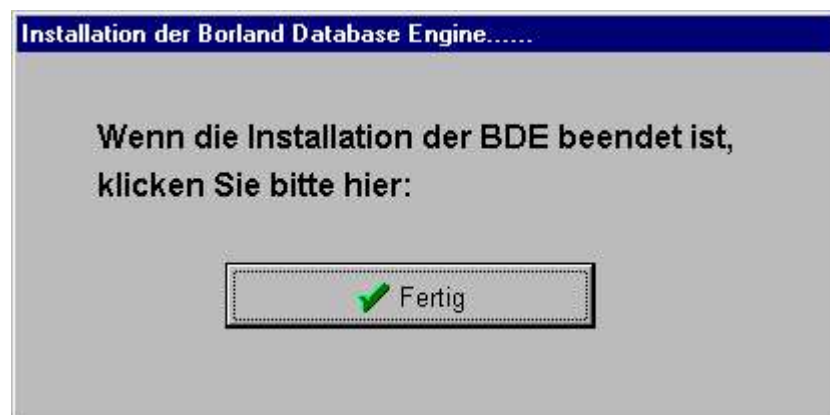 Installation der Borland Database Engine......
Wenn die Installation der BDE beendet ist,
klicken Sie bitte hier:
Fertig